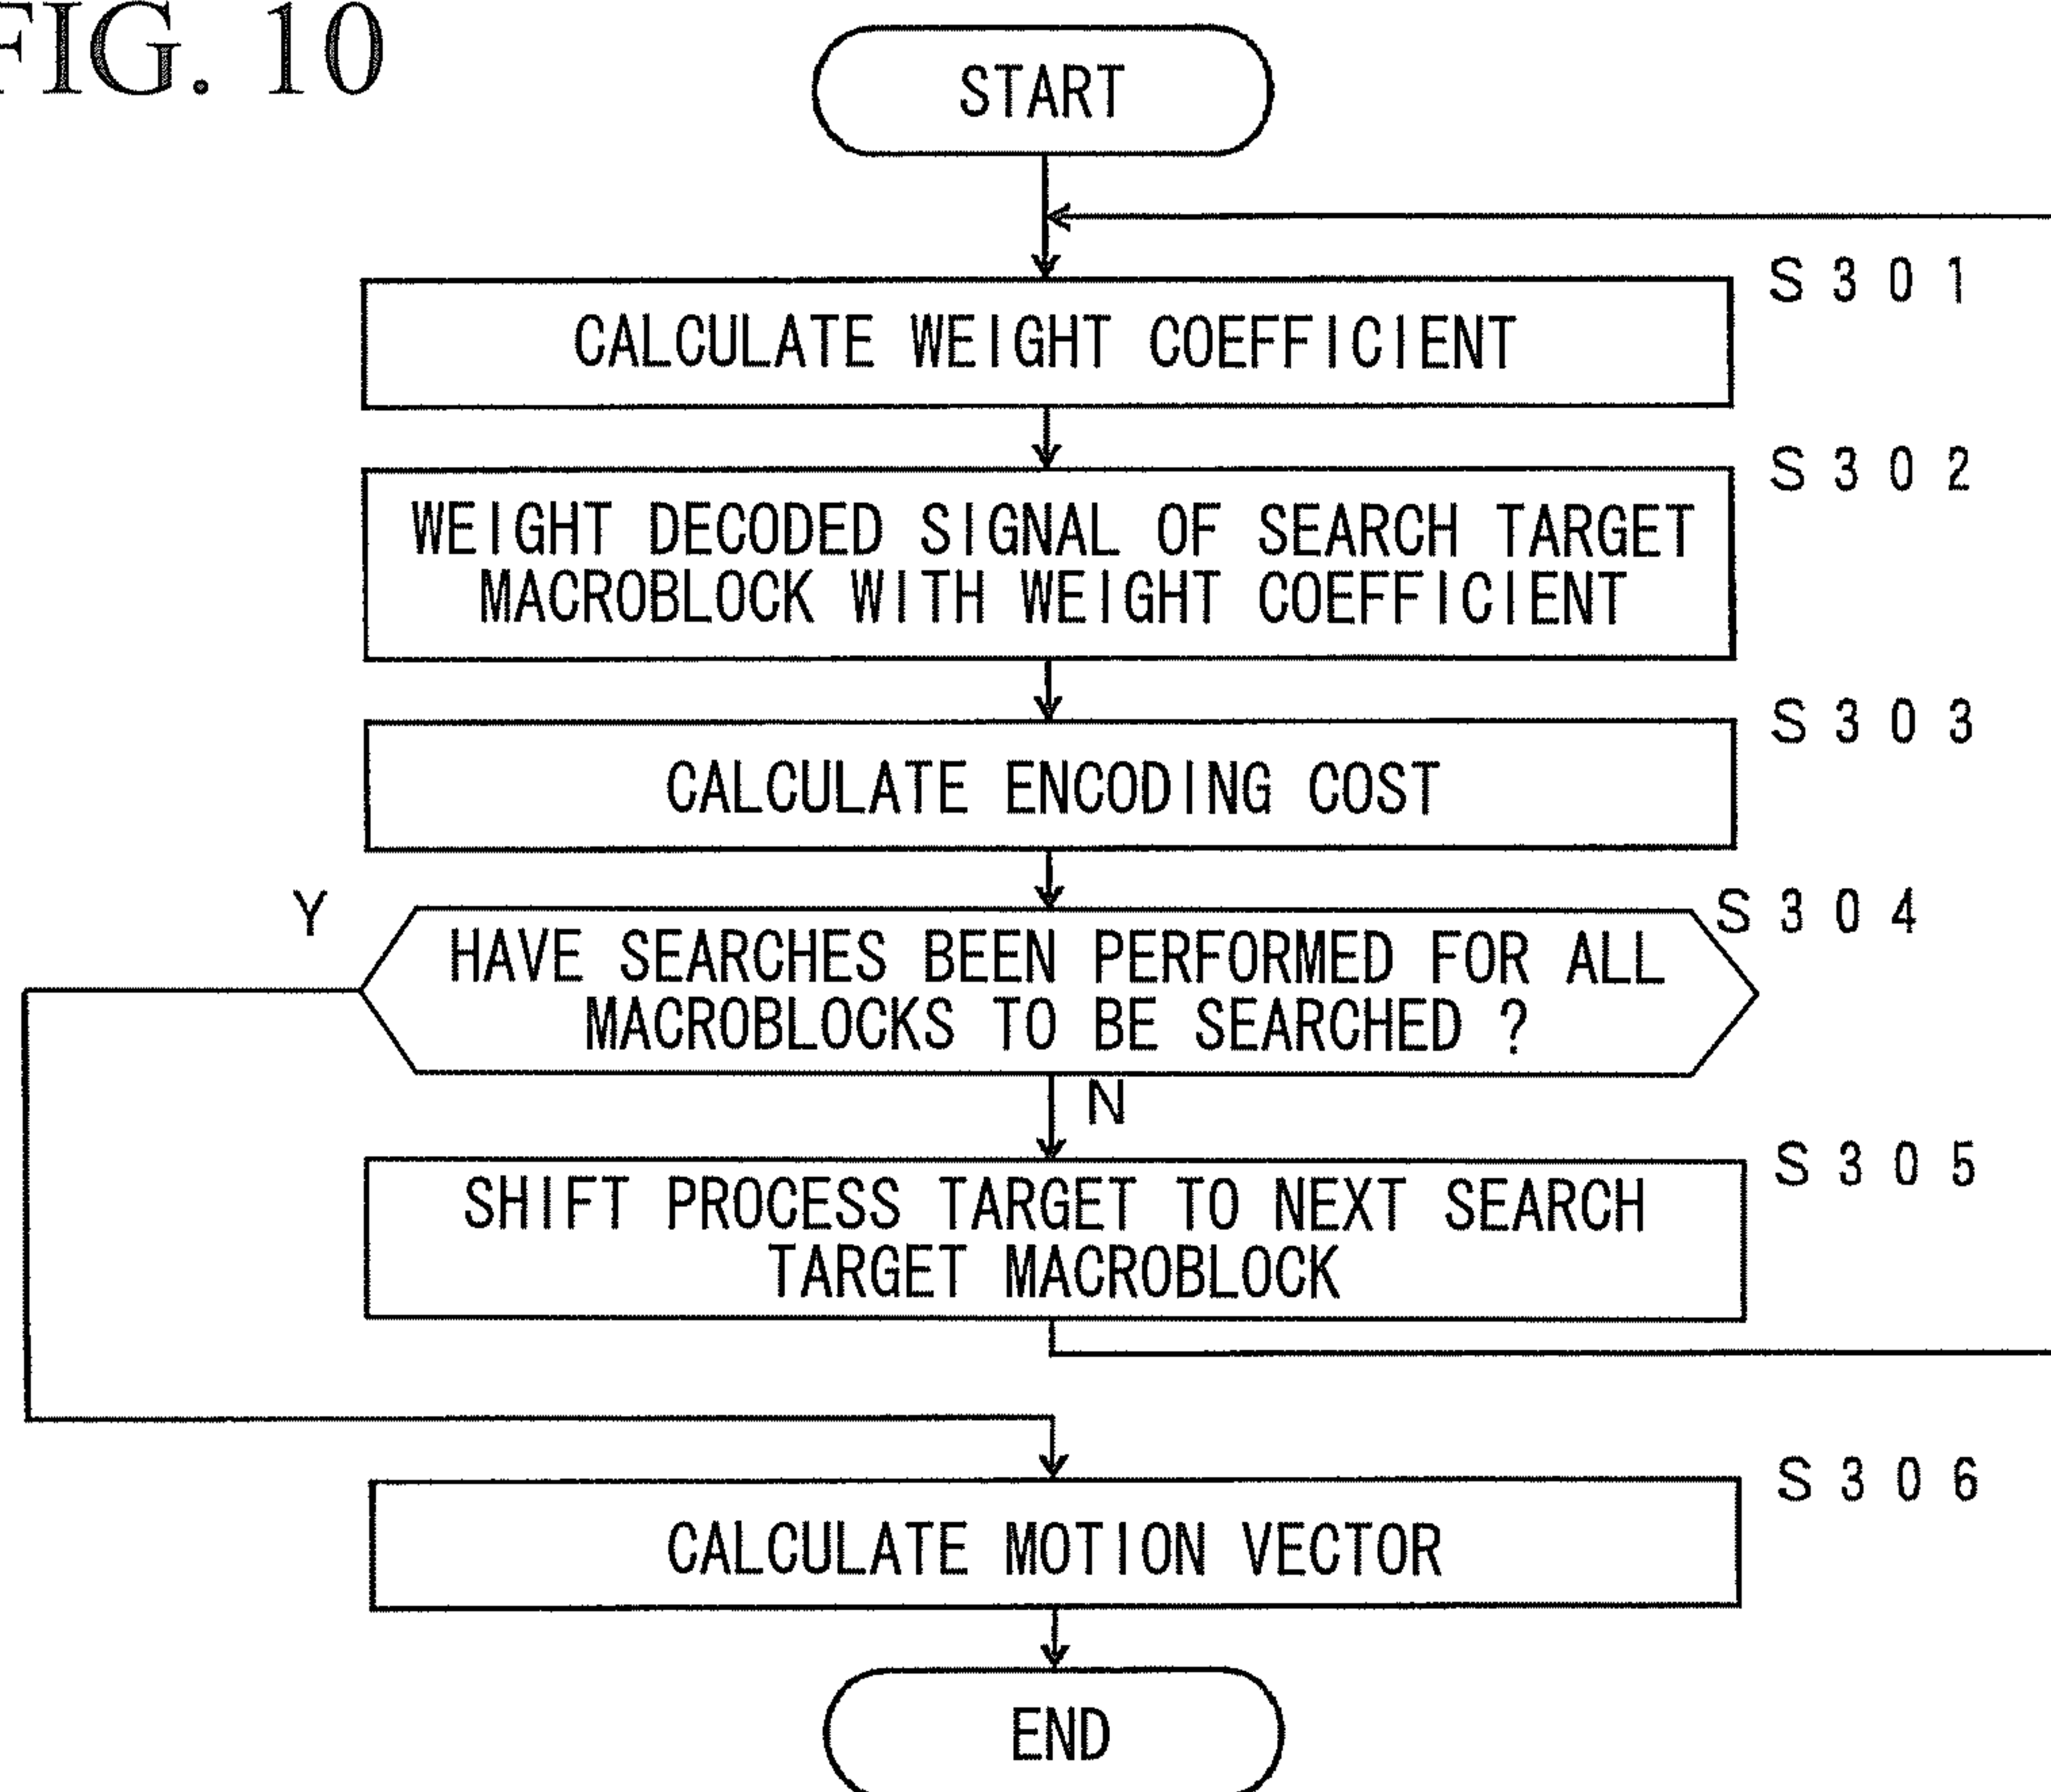 FIG. 10
START
S301
CALCULATE WEIGHT COEFFICIENT
S302
WEIGHT DECODED SIGNAL OF SEARCH TARGET
MACROBLOCK WITH WEIGHT COEFFICIENT
S303
CALCULATE ENCODING COST
Y
S304
HAVE SEARCHES BEEN PERFORMED FOR ALL
MACROBLOCKS TO BE SEARCHED ?
N
S305
SHIFT PROCESS TARGET TO NEXT SEARCH
TARGET MACROBLOCK
S306
CALCULATE MOTION VECTOR
END